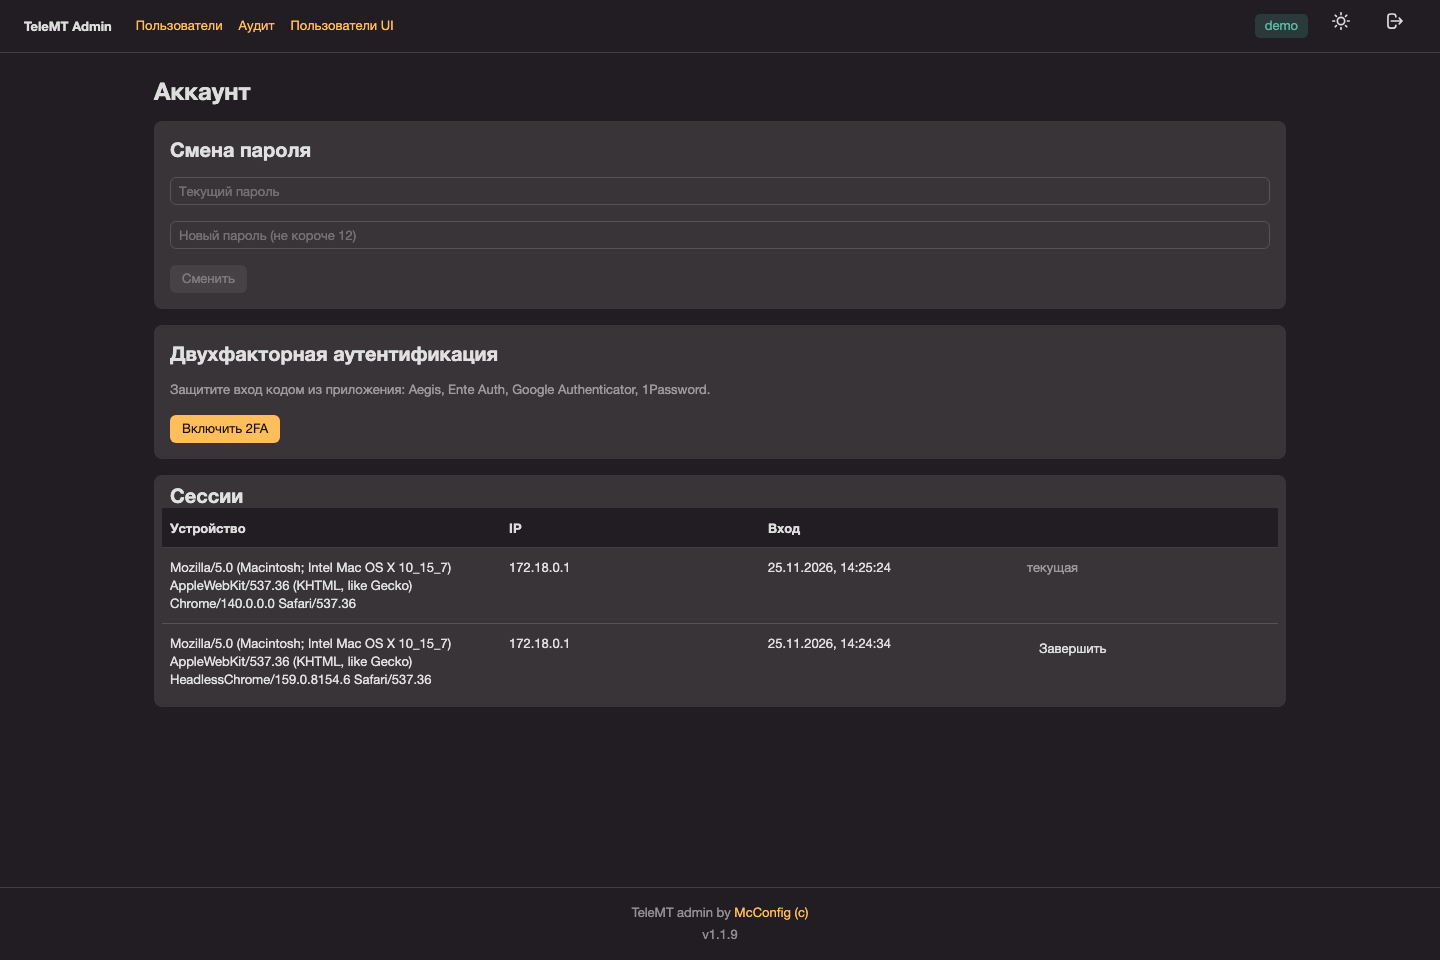 TeleMT Admin Пользователи Аудит Пользователи UI demo
Аккаунт
Смена пароля
Текущий пароль
Новый пароль (не короче 12)
Сменить
Двухфакторная аутентификация
Защитите вход кодом из приложения: Aegis, Ente Auth, Google Authenticator, 1Password.
Включить 2FA
Сессии
Устройство IP Вход
Mozilla/5.0 (Macintosh; Intel Mac OS X 10_15_7) 172.18.0.1 25.11.2026, 14:25:24 текущая
AppleWebKit/537.36 (KHTML, like Gecko)
Chrome/140.0.0.0 Safari/537.36
Mozilla/5.0 (Macintosh; Intel Mac OS X 10_15_7) 172.18.0.1 25.11.2026, 14:24:34 Завершить
AppleWebKit/537.36 (KHTML, like Gecko)
HeadlessChrome/159.0.8154.6 Safari/537.36
TeleMT admin by McConfig (c)
v1.1.9